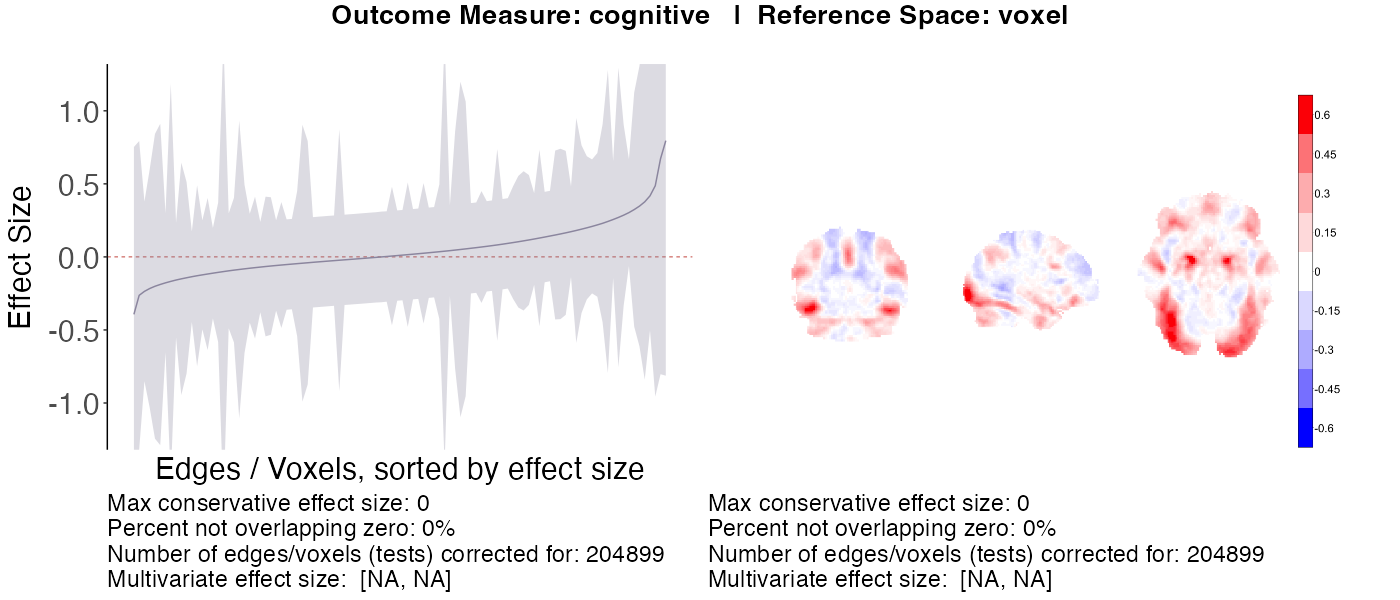 Outcome Measure: cognitive | Reference Space: voxel
Effect Size
1.0
0.5
0.0
-0.5
-1.0
Edges / Voxels, sorted by effect size
0.6
0.45
0.3
0.15
0
-0.15
-0.3
-0.45
-0.6
Max conservative effect size: 0
Percent not overlapping zero: 0%
Number of edges/voxels (tests) corrected for: 204899
Multivariate effect size: [NA, NA]
Max conservative effect size: 0
Percent not overlapping zero: 0%
Number of edges/voxels (tests) corrected for: 204899
Multivariate effect size: [NA, NA]